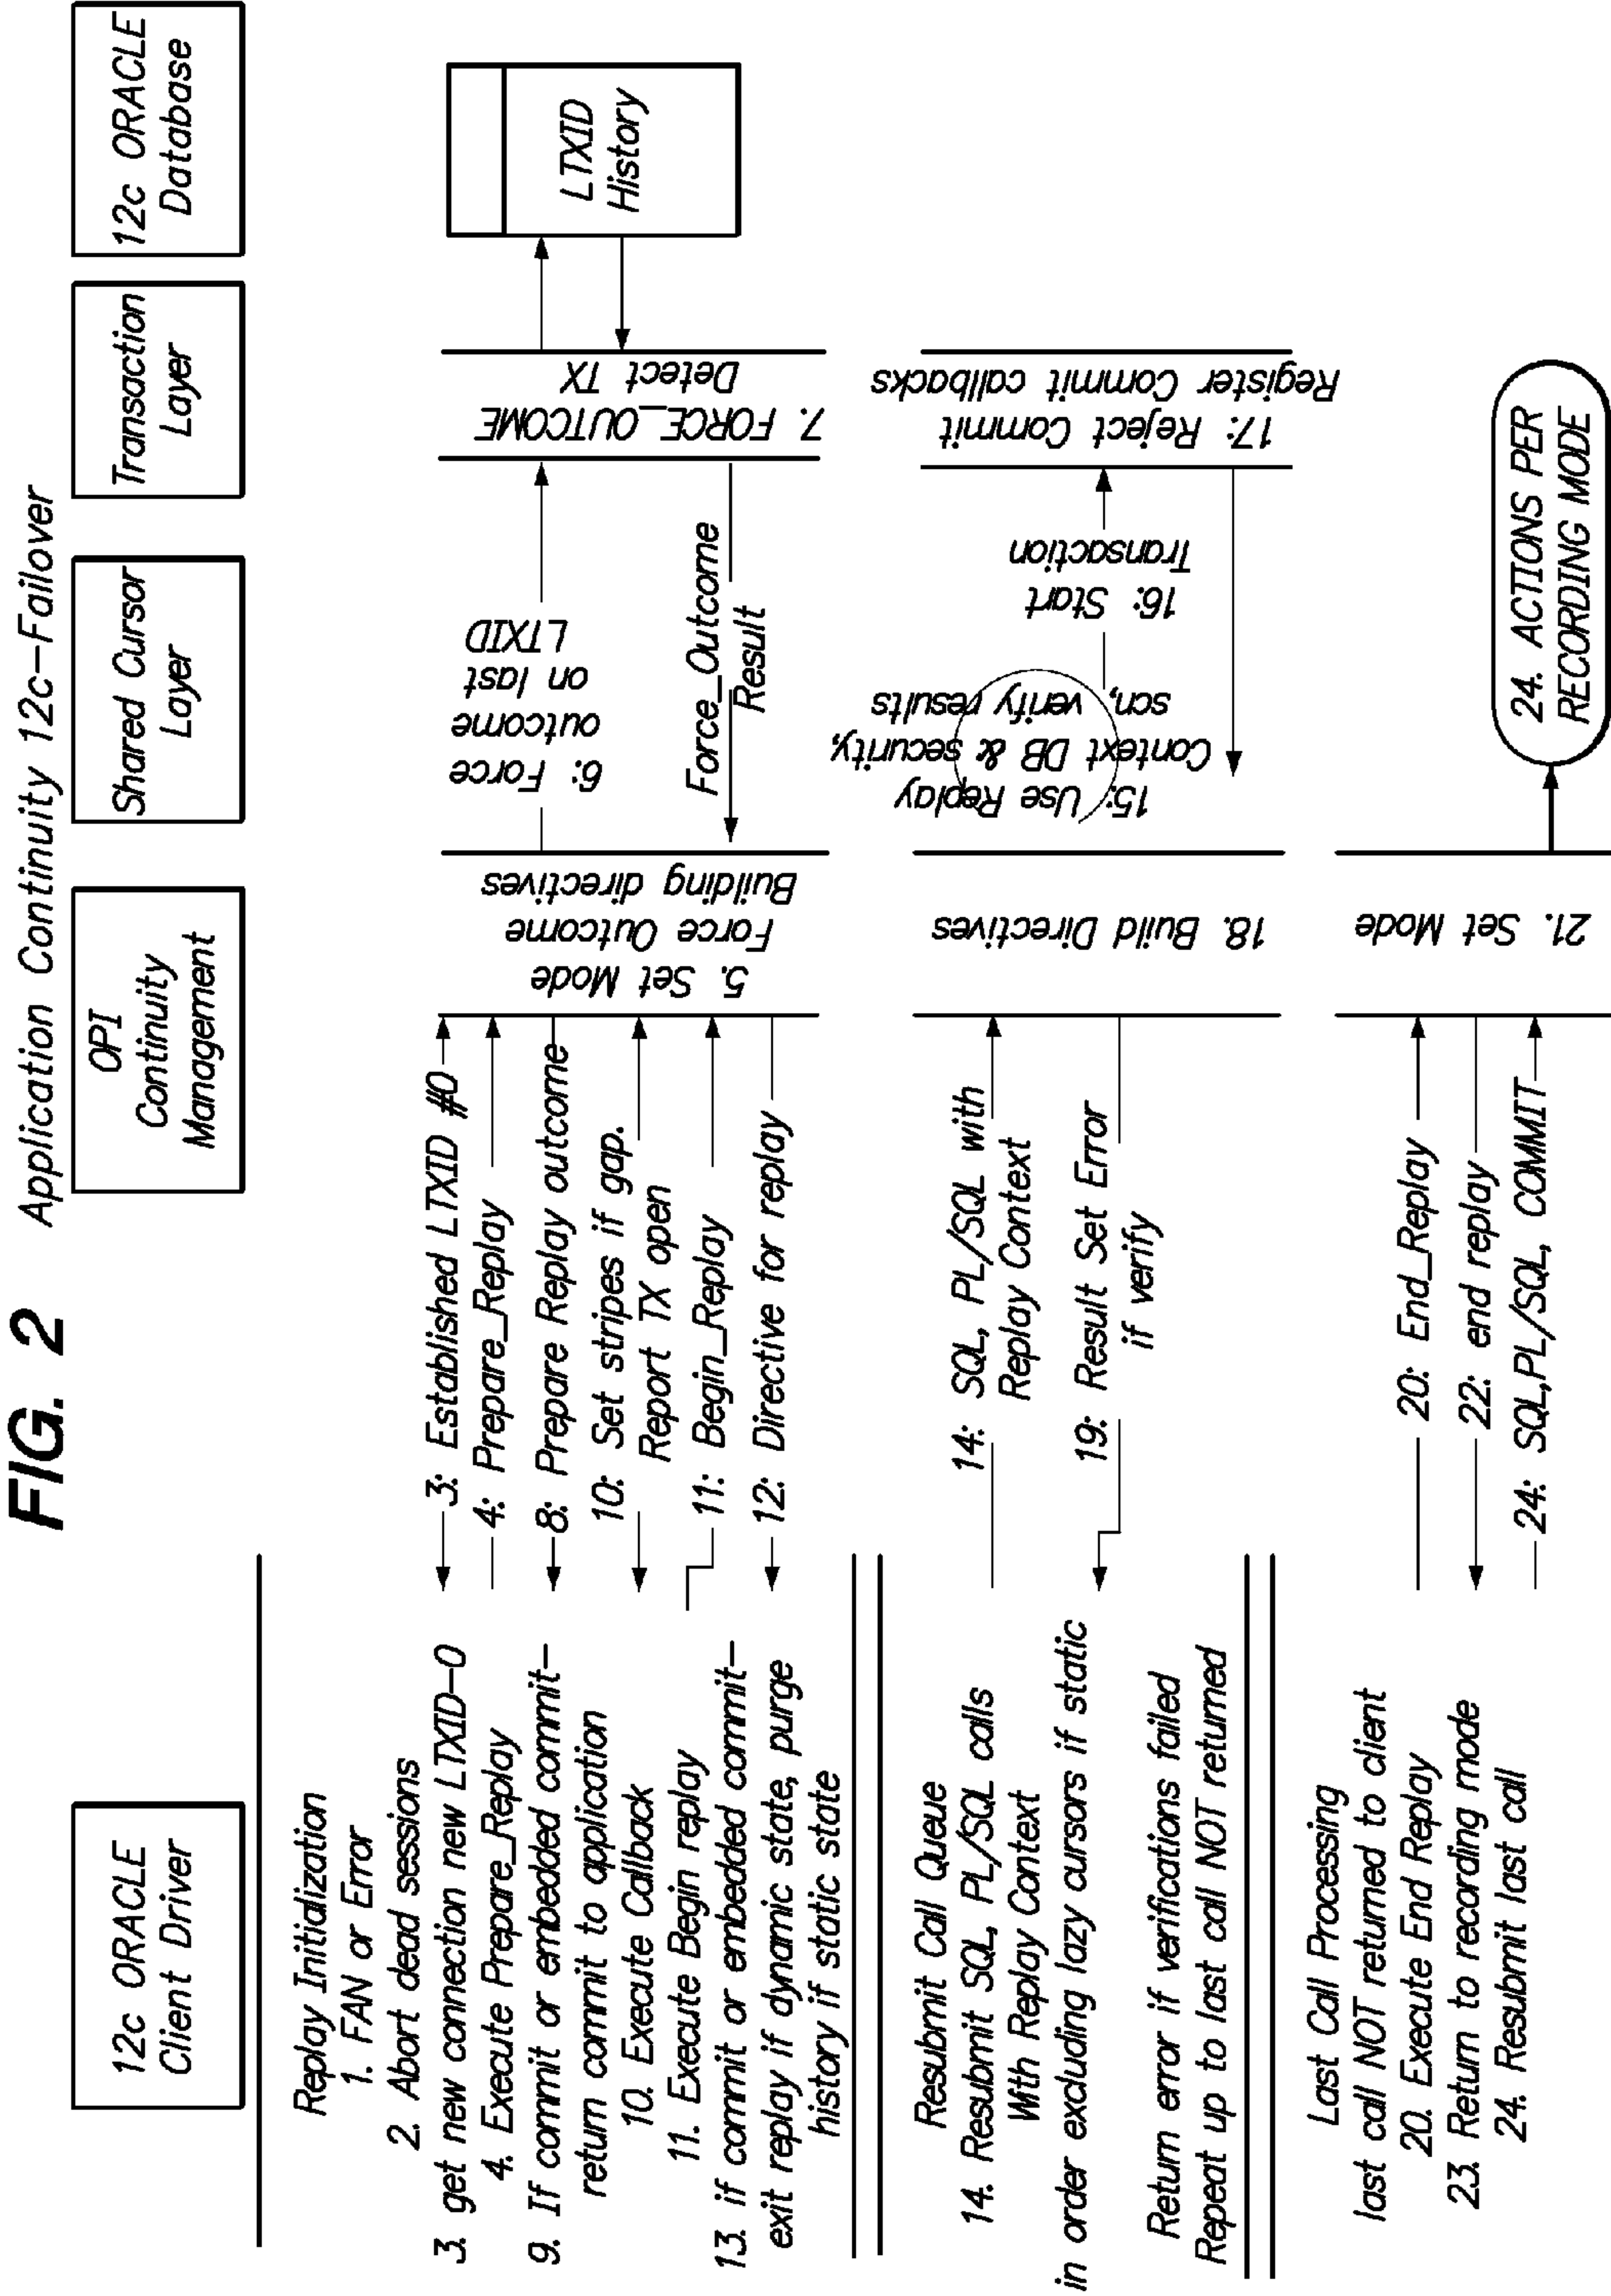 FIG. 2
Application Continuity 12c-Failover
12c ORACLE
Client Driver
OPI
Continuity
Management
Shared Cursor
Layer
Transaction
Layer
12c ORACLE
Database
Replay Initialization
1. FAN or Error
2. Abort dead sessions
3. get new connection new LTXID-0
4. Execute Prepare_Replay
9. If commit or embedded commit-
return commit to application
10. Execute Callback
11. Execute Begin replay
13. if commit or embedded commit-
exit replay if dynamic state, purge
history if static state
3: Established LTXID #0
4: Prepare_Replay
8: Prepare Replay outcome
10: Set stripes if gap.
Report TX open
11: Begin_Replay
12: Directive for replay
5. Set Mode
Force Outcome
Building directives
6: Force
outcome
on last
LTXID
Force_Outcome
Result
7. FORCE_OUTCOME
Detect TX
LTXID
History
Resubmit Call Queue
14. Resubmit SQL, PL/SQL calls
With Replay Context
in order excluding lazy cursors if static
Return error if verifications failed
Repeat up to last call NOT returned
14: SQL, PL/SQL with
Replay Context
19: Result Set Error
if verify
18. Build Directives
15: Use Replay
Context DB & security,
scn, verify results
16: Start
Transaction
17: Reject Commit
Register Commit callbacks
Last Call Processing
last call NOT returned to client
20. Execute End Replay
23. Return to recording mode
24. Resubmit last call
20: End_Replay
22: end replay
24: SQL,PL/SQL, COMMIT
21. Set Mode
24. ACTIONS PER
RECORDING MODE